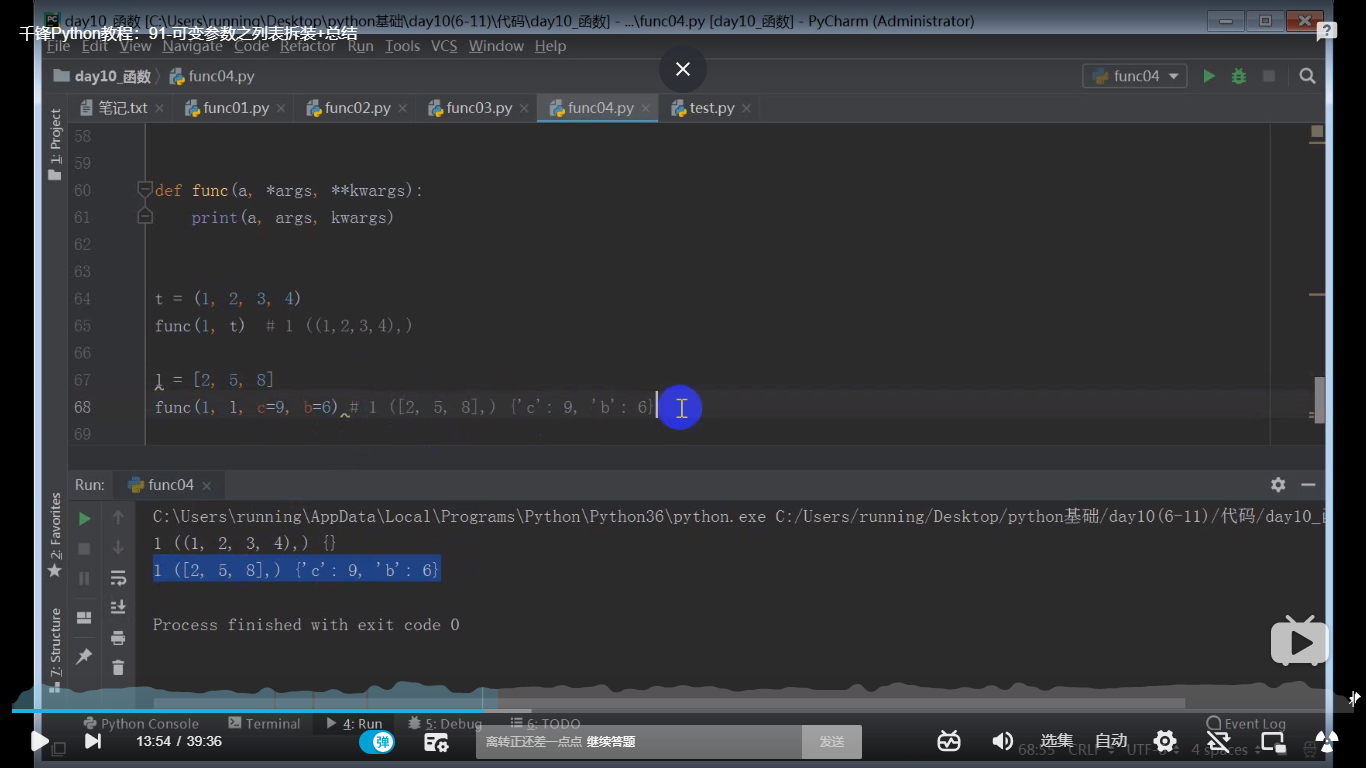 day10_函数 [C:\Users\running\Desktop\python基础\day10(6-11)\代码\day10_函数] - ...\func04.py [day10_函数] - PyCharm (Administrator)
千锋Python教程：91-可变参数之列表拆装+总结
File Edit View Navigate Code Refactor Run Tools VCS Window Help
day10_函数 func04.py func04
笔记.txt func01.py func02.py func03.py func04.py test.py
1: Project
58
59
60 def func(a, *args, **kwargs):
61 print(a, args, kwargs)
62
63
64 t = (1, 2, 3, 4)
65 func(1, t) # 1 ((1,2,3,4),)
66
67 l = [2, 5, 8]
68 func(1, l, c=9, b=6) # 1 ([2, 5, 8],) {'c': 9, 'b': 6}
69
Run: func04
2: Favorites
7: Structure
C:\Users\running\AppData\Local\Programs\Python\Python36\python.exe C:/Users/running/Desktop/python基础/day10(6-11)/代码/day10_
1 ((1, 2, 3, 4),) {}
1 ([2, 5, 8],) {'c': 9, 'b': 6}
Process finished with exit code 0
Python Console Terminal 4: Run 5: Debug 6: TODO Event Log
13:54 / 39:36 弹 离转正还差一点点 继续答题 发送 选集 自动
68:55 CRLF UTF-8 4 spaces